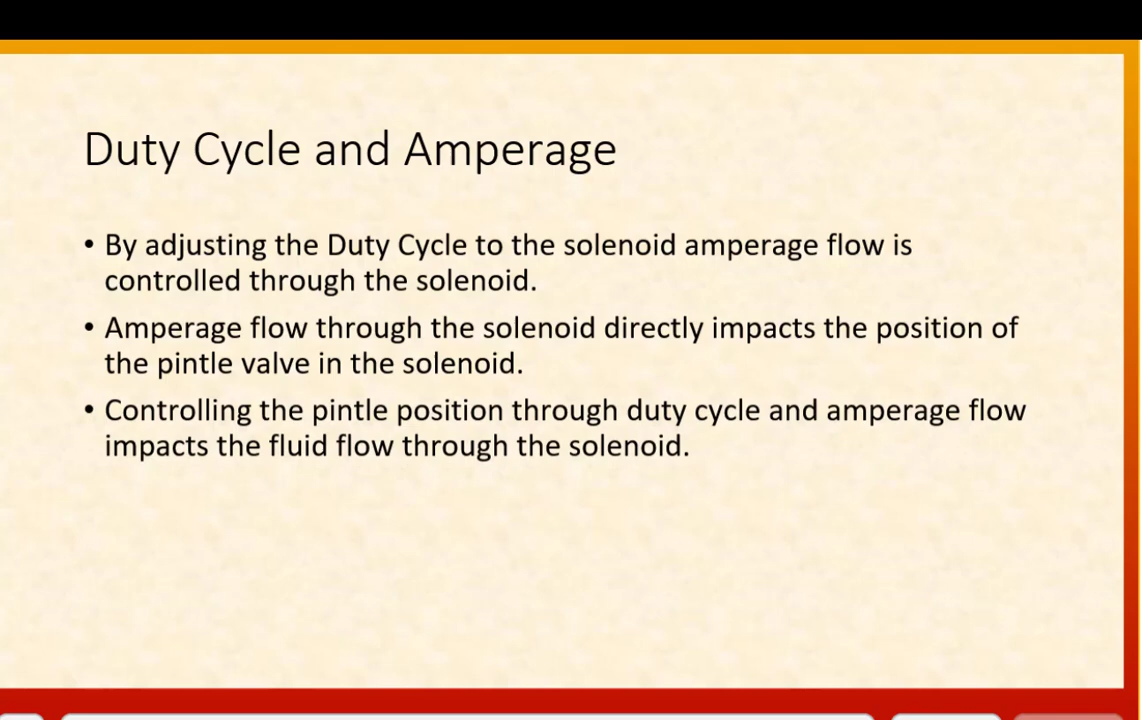 Duty Cycle and Amperage
• By adjusting the Duty Cycle to the solenoid amperage flow is
controlled through the solenoid.
• Amperage flow through the solenoid directly impacts the position of
the pintle valve in the solenoid.
• Controlling the pintle position through duty cycle and amperage flow
impacts the fluid flow through the solenoid.